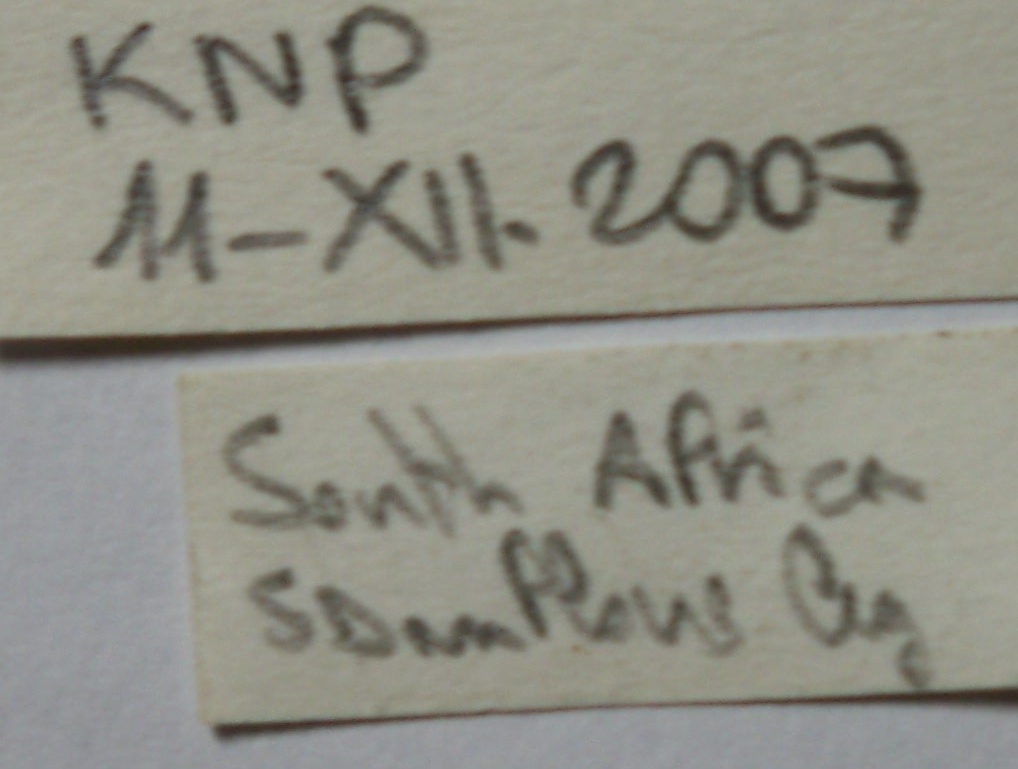 KNP
11-XII.2007
South Africa